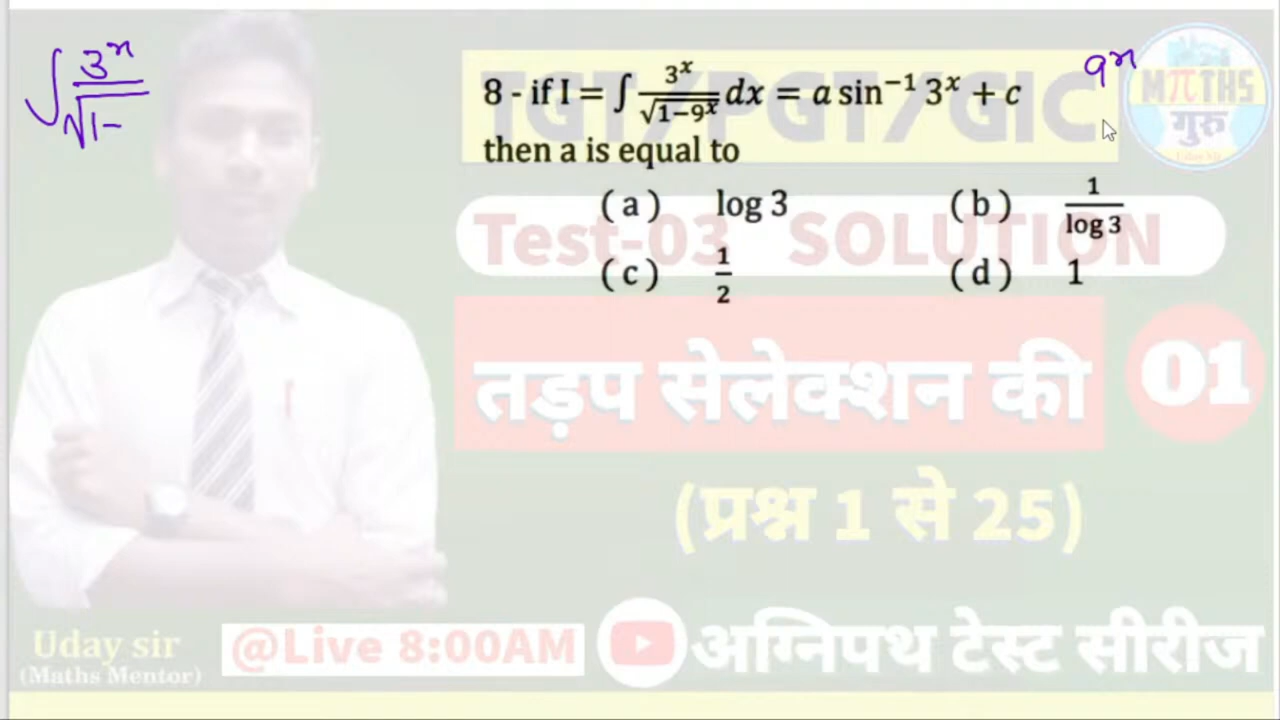 ∫ 3^x / √1-
9^x
8 - if I = ∫ 3^x / √(1-9^x) dx = a sin⁻¹ 3^x + c
then a is equal to
( a ) log 3 ( b ) 1/log 3
( c ) 1/2 ( d ) 1
TGT/PGT/GIC
MπTHS
गुरु
Uday Sir
Test-03 SOLUTION
तड़प सेलेक्शन की 01
(प्रश्न 1 से 25)
Uday sir
(Maths Mentor)
@Live 8:00AM
अग्निपथ टेस्ट सीरीज